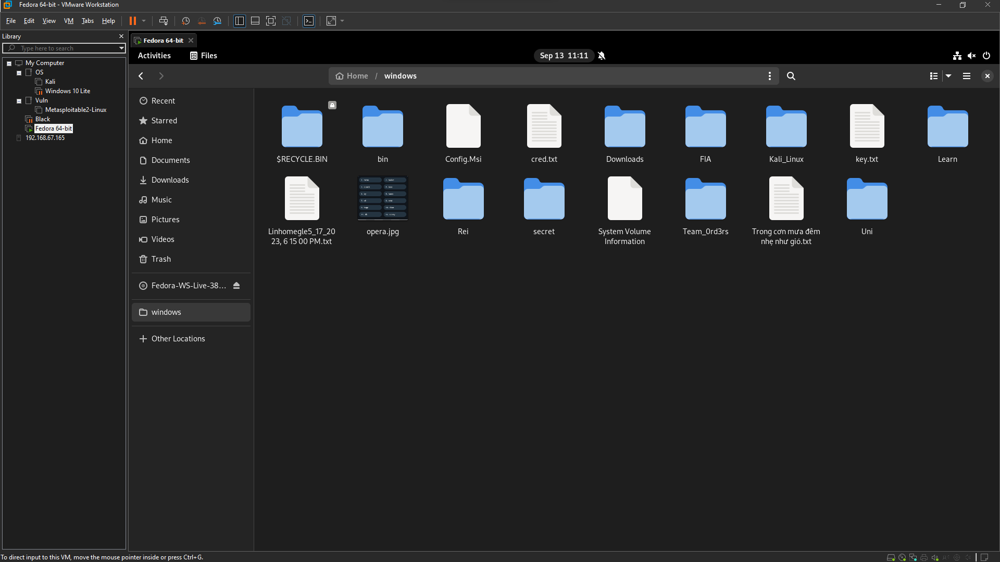 Fedora 64-bit - VMware Workstation
File Edit View VM Tabs Help
Library
Type here to search
My Computer
OS
Kali
Windows 10 Lite
Vuln
Metasploitable2-Linux
Black
Fedora 64-bit
192.168.67.165
Fedora 64-bit
Activities Files Sep 13 11:11
Home / windows
Recent
Starred
Home
Documents
Downloads
Music
Pictures
Videos
Trash
Fedora-WS-Live-38...
windows
Other Locations
$RECYCLE.BIN bin Config.Msi cred.txt Downloads FIA Kali_Linux key.txt Learn
Linhomegle5_17_20
23, 6 15 00 PM.txt
opera.jpg
Rei
secret
System Volume
Information
Team_0rd3rs
Trong cơn mưa đêm
nhẹ như gió.txt
Uni
To direct input to this VM, move the mouse pointer inside or press Ctrl+G.